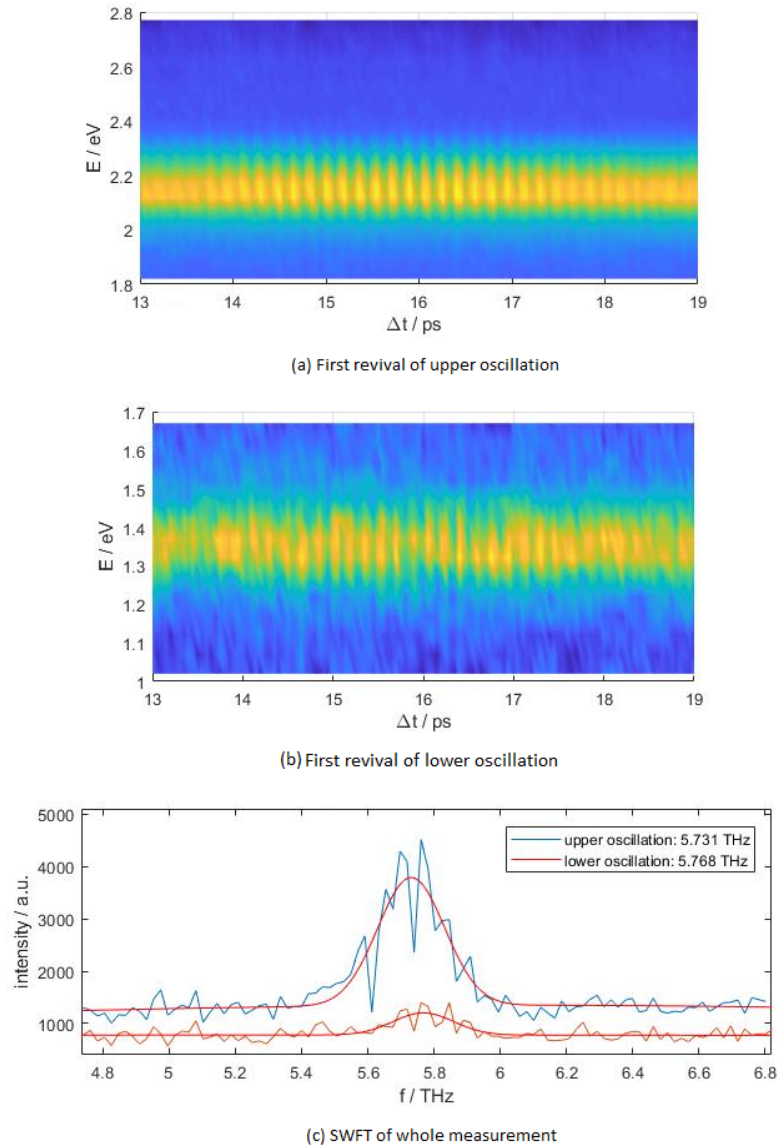 2.8
2.6
2.4
2.2
2
1.8
E / eV
13 14 15 16 17 18 19
Δt / ps
(a) First revival of upper oscillation
1.7
1.6
1.5
1.4
1.3
1.2
1.1
1
E / eV
13 14 15 16 17 18 19
Δt / ps
(b) First revival of lower oscillation
5000
4000
3000
2000
1000
intensity / a.u.
upper oscillation: 5.731 THz
lower oscillation: 5.768 THz
4.8 5 5.2 5.4 5.6 5.8 6 6.2 6.4 6.6 6.8
f / THz
(c) SWFT of whole measurement